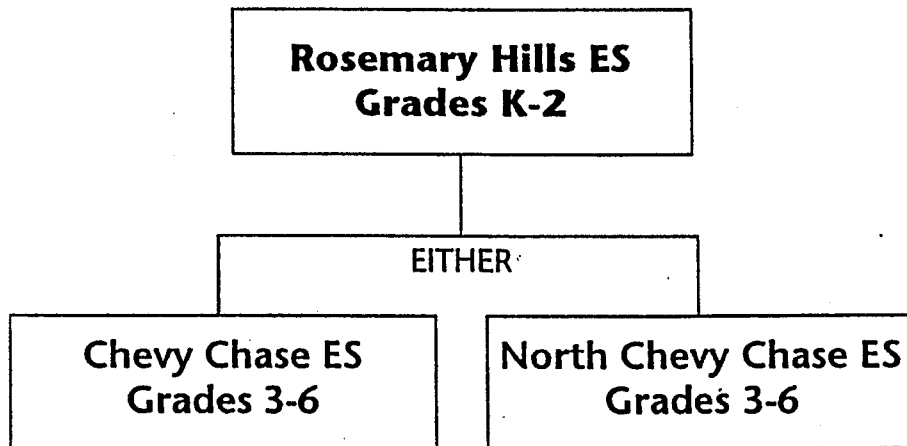 Rosemary Hills ES
Grades K-2
EITHER
Chevy Chase ES
Grades 3-6
North Chevy Chase ES
Grades 3-6